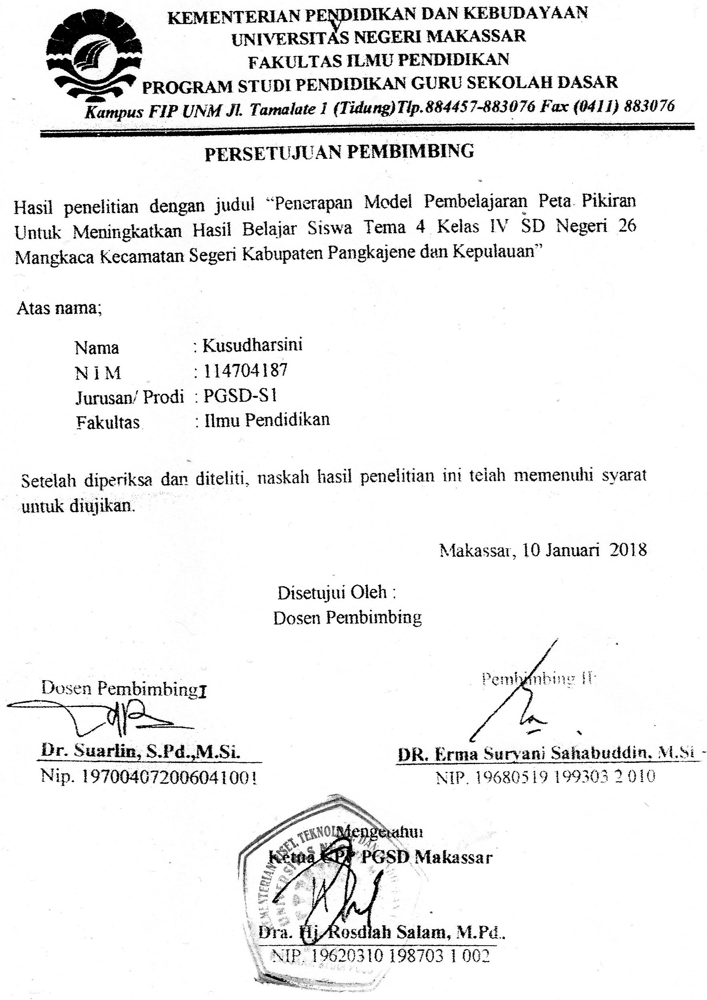 KEMENTERIAN PENDIDIKAN DAN KEBUDAYAAN
UNIVERSITAS NEGERI MAKASSAR
FAKULTAS ILMU PENDIDIKAN
PROGRAM STUDI PENDIDIKAN GURU SEKOLAH DASAR
Kampus FIP UNM Jl. Tamalate 1 (Tidung)Tlp.884457-883076 Fax (0411) 883076
PERSETUJUAN PEMBIMBING
Hasil penelitian dengan judul “Penerapan Model Pembelajaran Peta Pikiran
Untuk Meningkatkan Hasil Belajar Siswa Tema 4 Kelas IV SD Negeri 26
Mangkaca Kecamatan Segeri Kabupaten Pangkajene dan Kepulauan”
Atas nama;
Nama : Kusudharsini
N I M : 114704187
Jurusan/ Prodi : PGSD-S1
Fakultas : Ilmu Pendidikan
Setelah diperiksa dan diteliti, naskah hasil penelitian ini telah memenuhi syarat
untuk diujikan.
Makassar, 10 Januari 2018
Disetujui Oleh :
Dosen Pembimbing
Dosen Pembimbing I
Pembimbing II
Dr. Suarlin, S.Pd.,M.Si.
Nip. 197004072006041001
DR. Erma Suryani Sahabuddin. M.Si
NIP. 19680519 199303 2 010
Mengetahui
Ketua UPP PGSD Makassar
Dra. Hj. Rosdiah Salam, M.Pd..
NIP. 19620310 198703 1 002